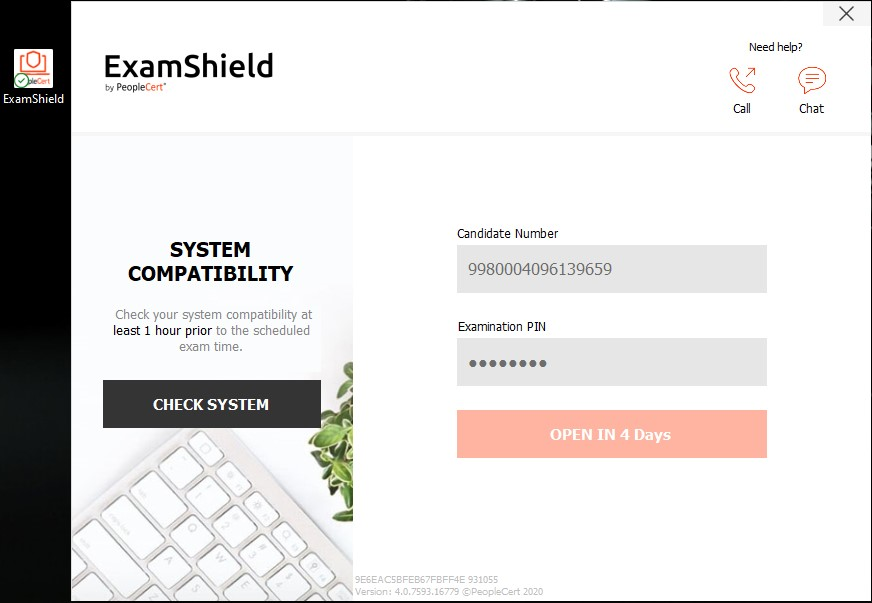 ExamShield
ExamShield
by PeopleCert
Need help?
Call
Chat
SYSTEM
COMPATIBILITY
Check your system compatibility at
least 1 hour prior to the scheduled
exam time.
CHECK SYSTEM
Candidate Number
9980004096139659
Examination PIN
OPEN IN 4 Days
9E6EAC5BFEB67FBFF4E 931055
Version: 4.0.7593.16779 ©PeopleCert 2020